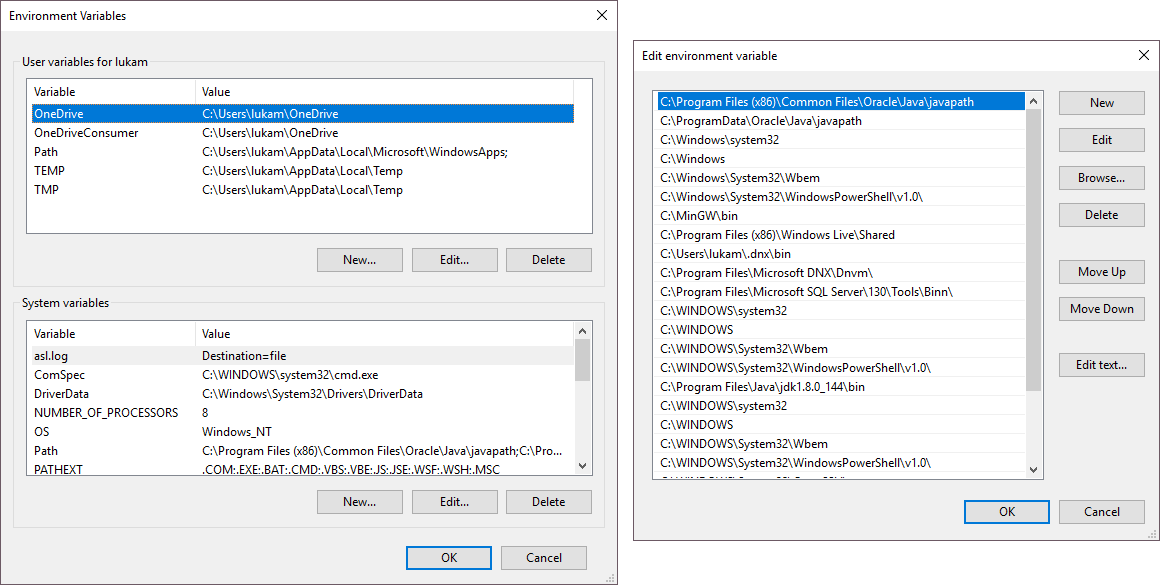 Environment Variables
User variables for lukam
Variable Value
OneDrive C:\Users\lukam\OneDrive
OneDriveConsumer C:\Users\lukam\OneDrive
Path C:\Users\lukam\AppData\Local\Microsoft\WindowsApps;
TEMP C:\Users\lukam\AppData\Local\Temp
TMP C:\Users\lukam\AppData\Local\Temp
New... Edit... Delete
System variables
Variable Value
asl.log Destination=file
ComSpec C:\WINDOWS\system32\cmd.exe
DriverData C:\Windows\System32\Drivers\DriverData
NUMBER_OF_PROCESSORS 8
OS Windows_NT
Path C:\Program Files (x86)\Common Files\Oracle\Java\javapath;C:\Pro...
PATHEXT .COM;.EXE;.BAT;.CMD;.VBS;.VBE;.JS;.JSE;.WSF;.WSH;.MSC
New... Edit... Delete
OK Cancel
Edit environment variable
C:\Program Files (x86)\Common Files\Oracle\Java\javapath
C:\ProgramData\Oracle\Java\javapath
C:\Windows\system32
C:\Windows
C:\Windows\System32\Wbem
C:\Windows\System32\WindowsPowerShell\v1.0\
C:\MinGW\bin
C:\Program Files (x86)\Windows Live\Shared
C:\Users\lukam\.dnx\bin
C:\Program Files\Microsoft DNX\Dnvm\
C:\Program Files\Microsoft SQL Server\130\Tools\Binn\
C:\WINDOWS\system32
C:\WINDOWS
C:\WINDOWS\System32\Wbem
C:\WINDOWS\System32\WindowsPowerShell\v1.0\
C:\Program Files\Java\jdk1.8.0_144\bin
C:\WINDOWS\system32
C:\WINDOWS
C:\WINDOWS\System32\Wbem
C:\WINDOWS\System32\WindowsPowerShell\v1.0\
New
Edit
Browse...
Delete
Move Up
Move Down
Edit text...
OK Cancel